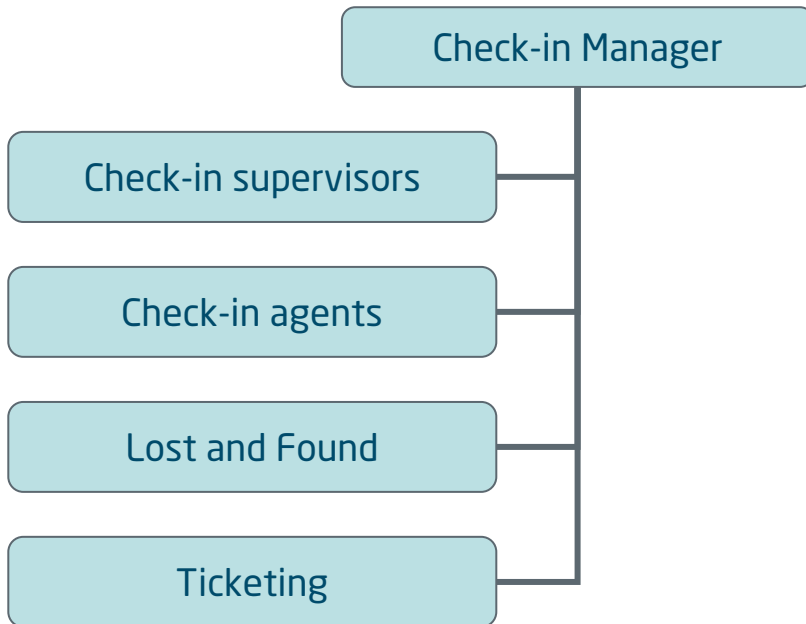 Check-in Manager
Check-in supervisors
Check-in agents
Lost and Found
Ticketing